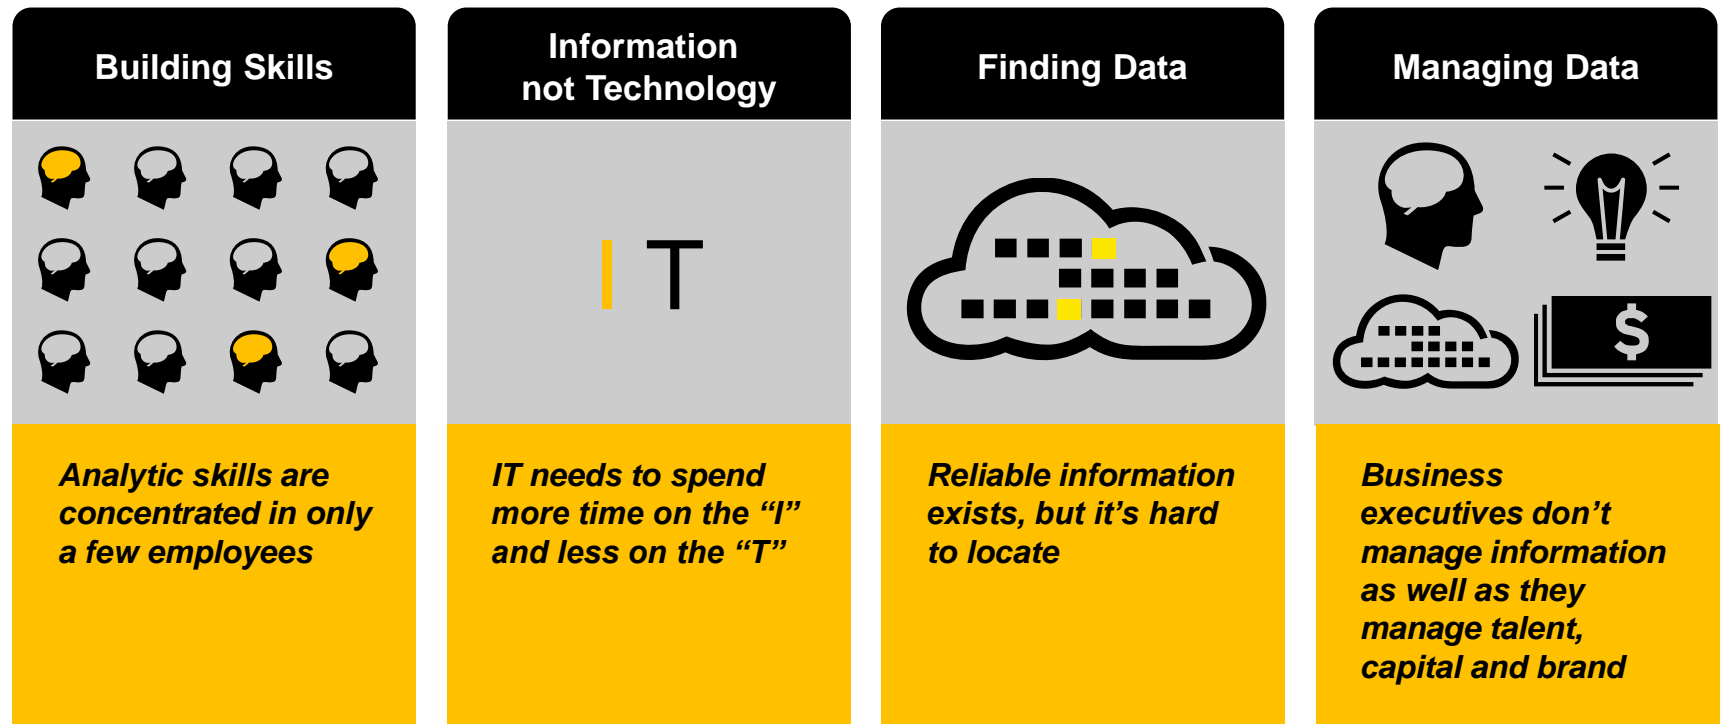 Building Skills
Analytic skills are
concentrated in only
a few employees
Information
not Technology
I T
IT needs to spend
more time on the “I”
and less on the “T”
Finding Data
Reliable information
exists, but it’s hard
to locate
Managing Data
$
Business
executives don’t
manage information
as well as they
manage talent,
capital and brand